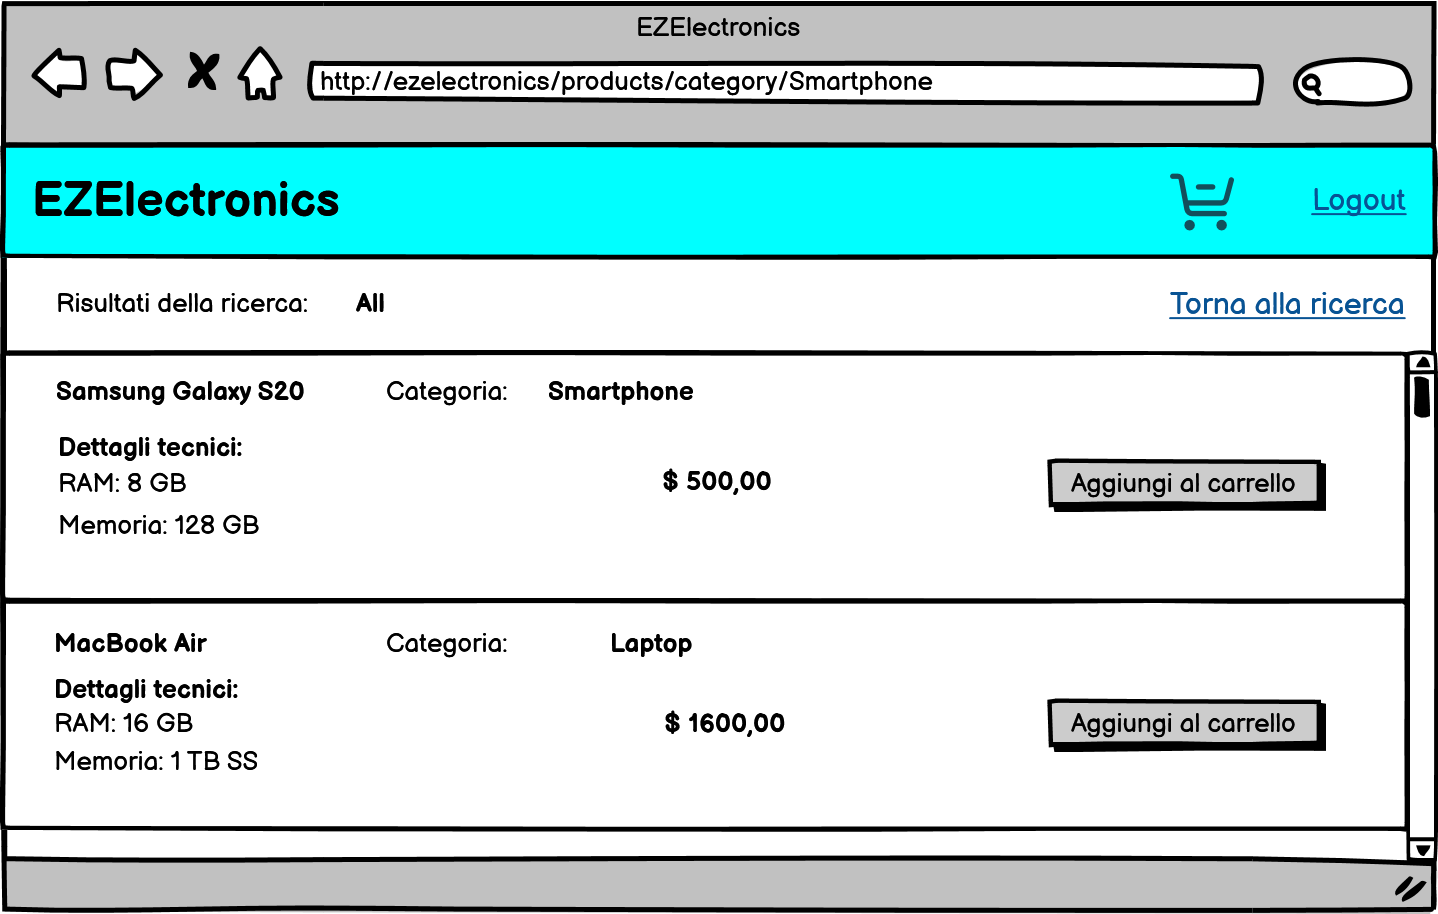 EZElectronics
http://ezelectronics/products/category/Smartphone
EZElectronics
Logout
Risultati della ricerca: All
Torna alla ricerca
Samsung Galaxy S20 Categoria: Smartphone
Dettagli tecnici:
RAM: 8 GB
$ 500,00
Aggiungi al carrello
Memoria: 128 GB
MacBook Air Categoria: Laptop
Dettagli tecnici:
RAM: 16 GB
$ 1600,00
Aggiungi al carrello
Memoria: 1 TB SS